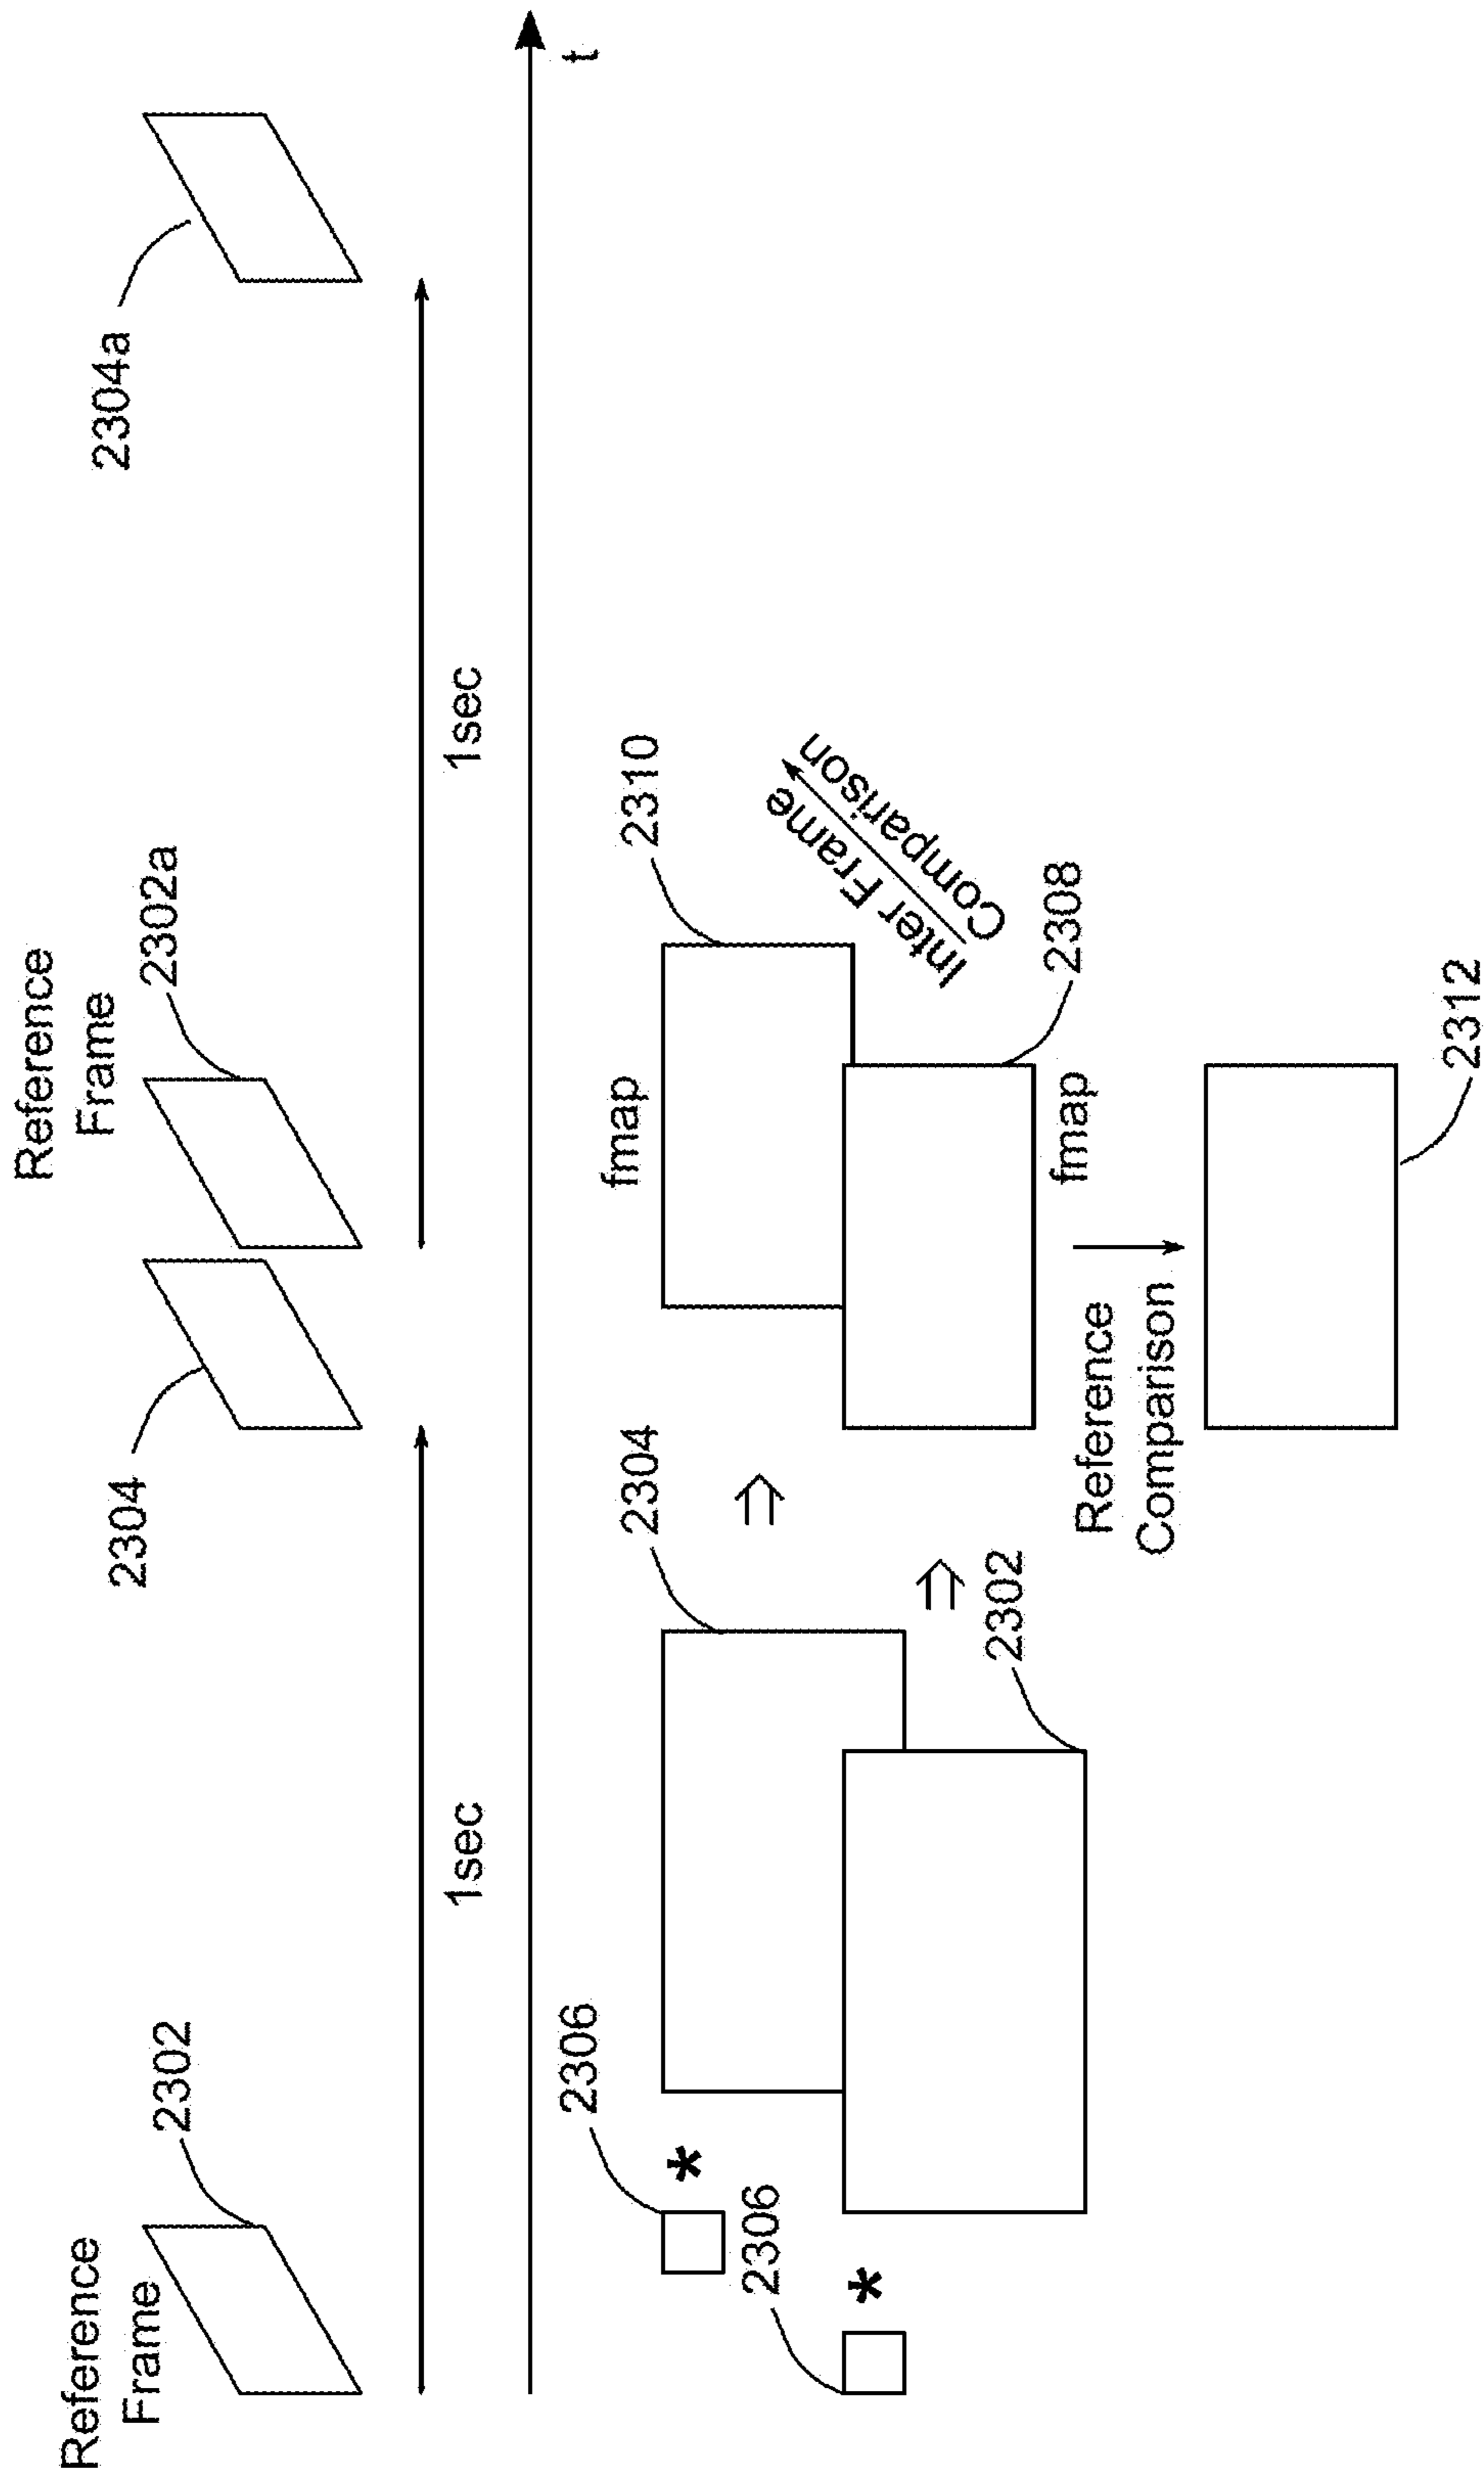 Reference
Frame
2302
2304
Reference
Frame
2302a
2304a
1sec
1sec
t
2306
*
2306
*
2304
2302
⇒
⇒
fmap
2310
fmap
2308
Inter Frame
Comparison
Reference
Comparison
2312